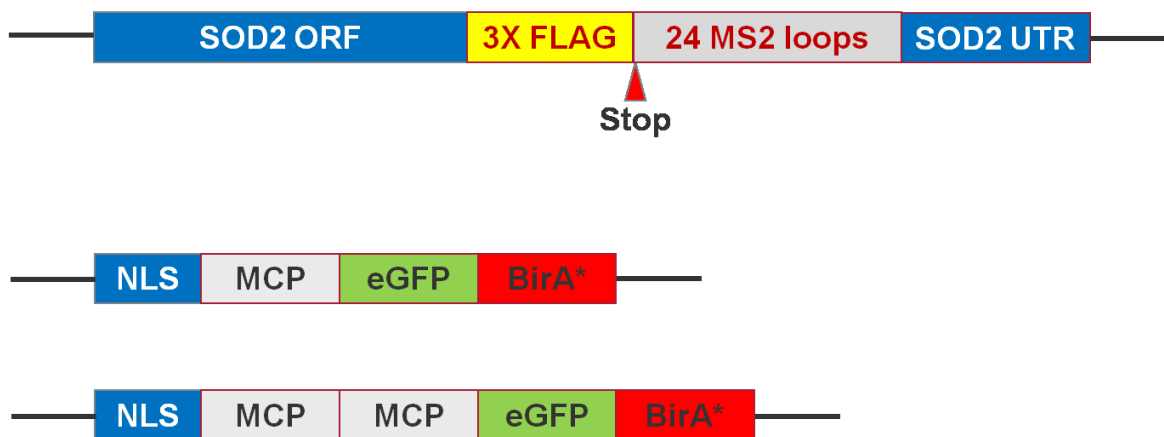 SOD2 ORF 3X FLAG 24 MS2 loops SOD2 UTR
Stop
NLS MCP eGFP BirA*
NLS MCP MCP eGFP BirA*